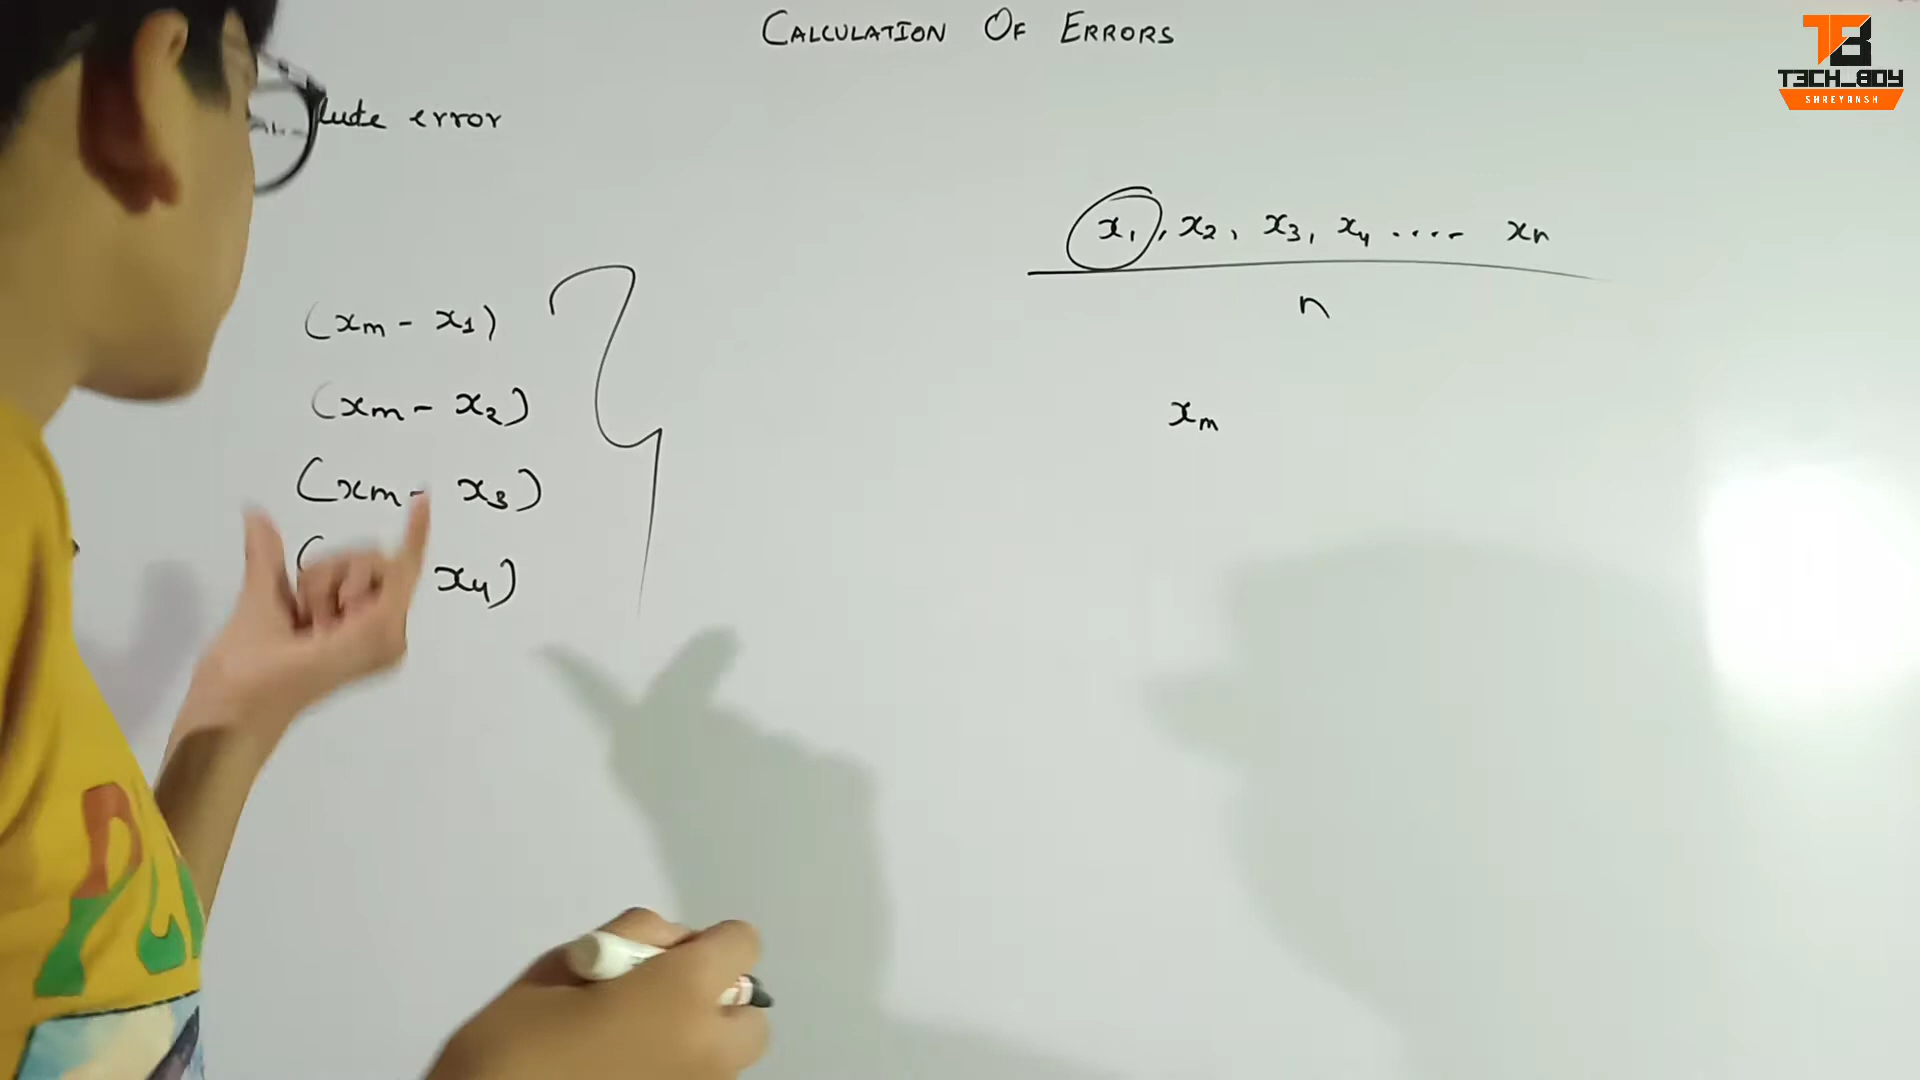 CALCULATION OF ERRORS
T3CH_BOY
SHREYANSH
error
x1, x2, x3, x4 ..... xn
n
(xm - x1)
(xm - x2)
xm
(xm - x3)
( x4)